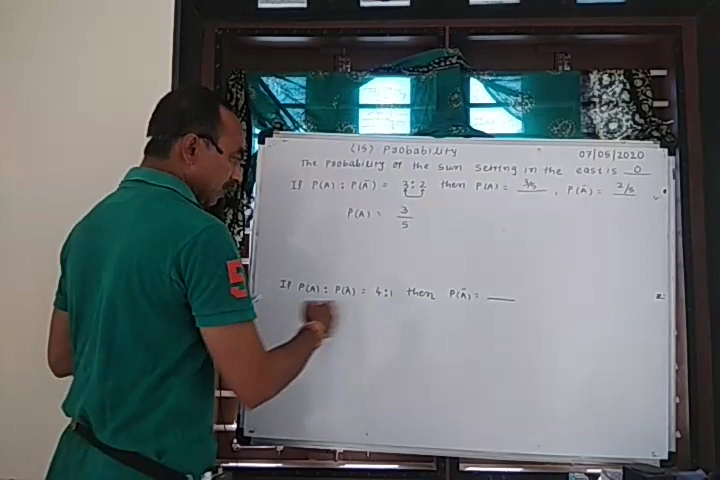 (15) Probability 07/05/2020
The Probability of the sun setting in the east is 0
If P(A) : P(Ā) = 3 : 2 then P(A) = 3/5 , P(Ā) = 2/5
P(A) = 3/5
If P(A) : P(Ā) = 4:1 then P(Ā) = ____
5